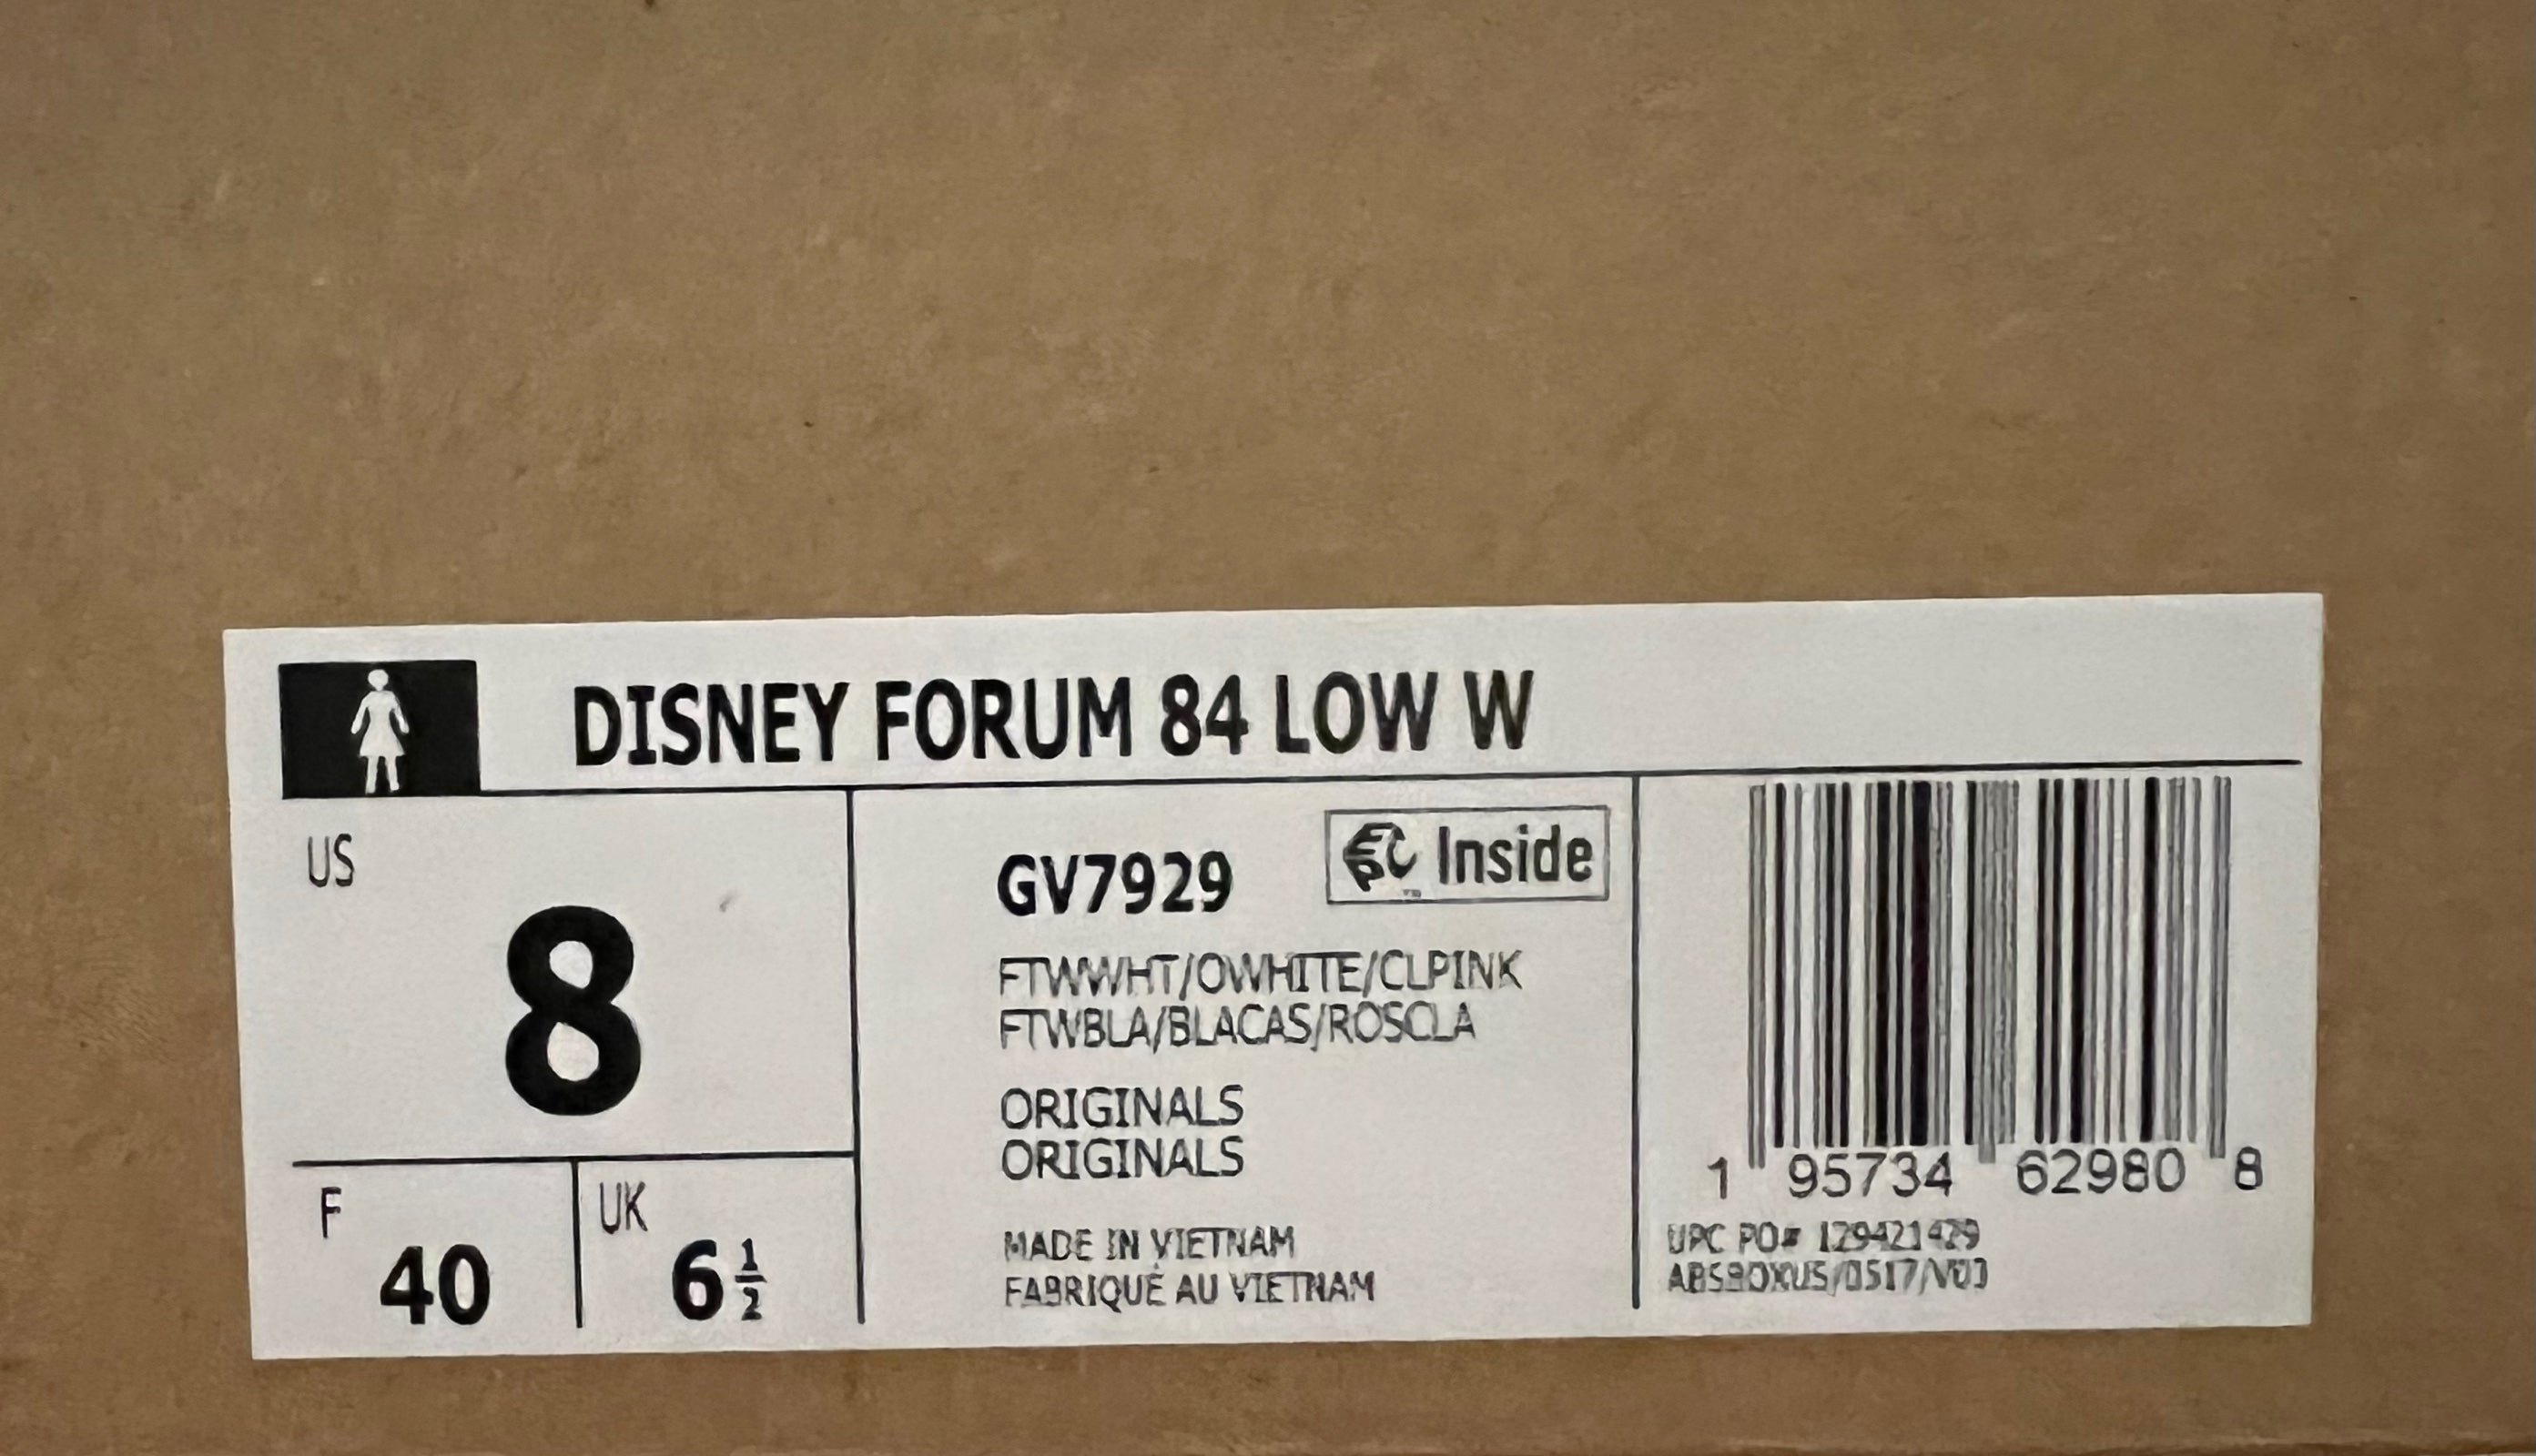 DISNEY FORUM 84 LOW W
US
8
F
40
UK
6 1/2
GV7929
EPC Inside
FTWWHT/OWHITE/CLPINK
FTWBLA/BLACAS/ROSCLA
ORIGINALS
ORIGINALS
MADE IN VIETNAM
FABRIQUÉ AU VIETNAM
1 95734 62980 8
UPC PO# 129421429